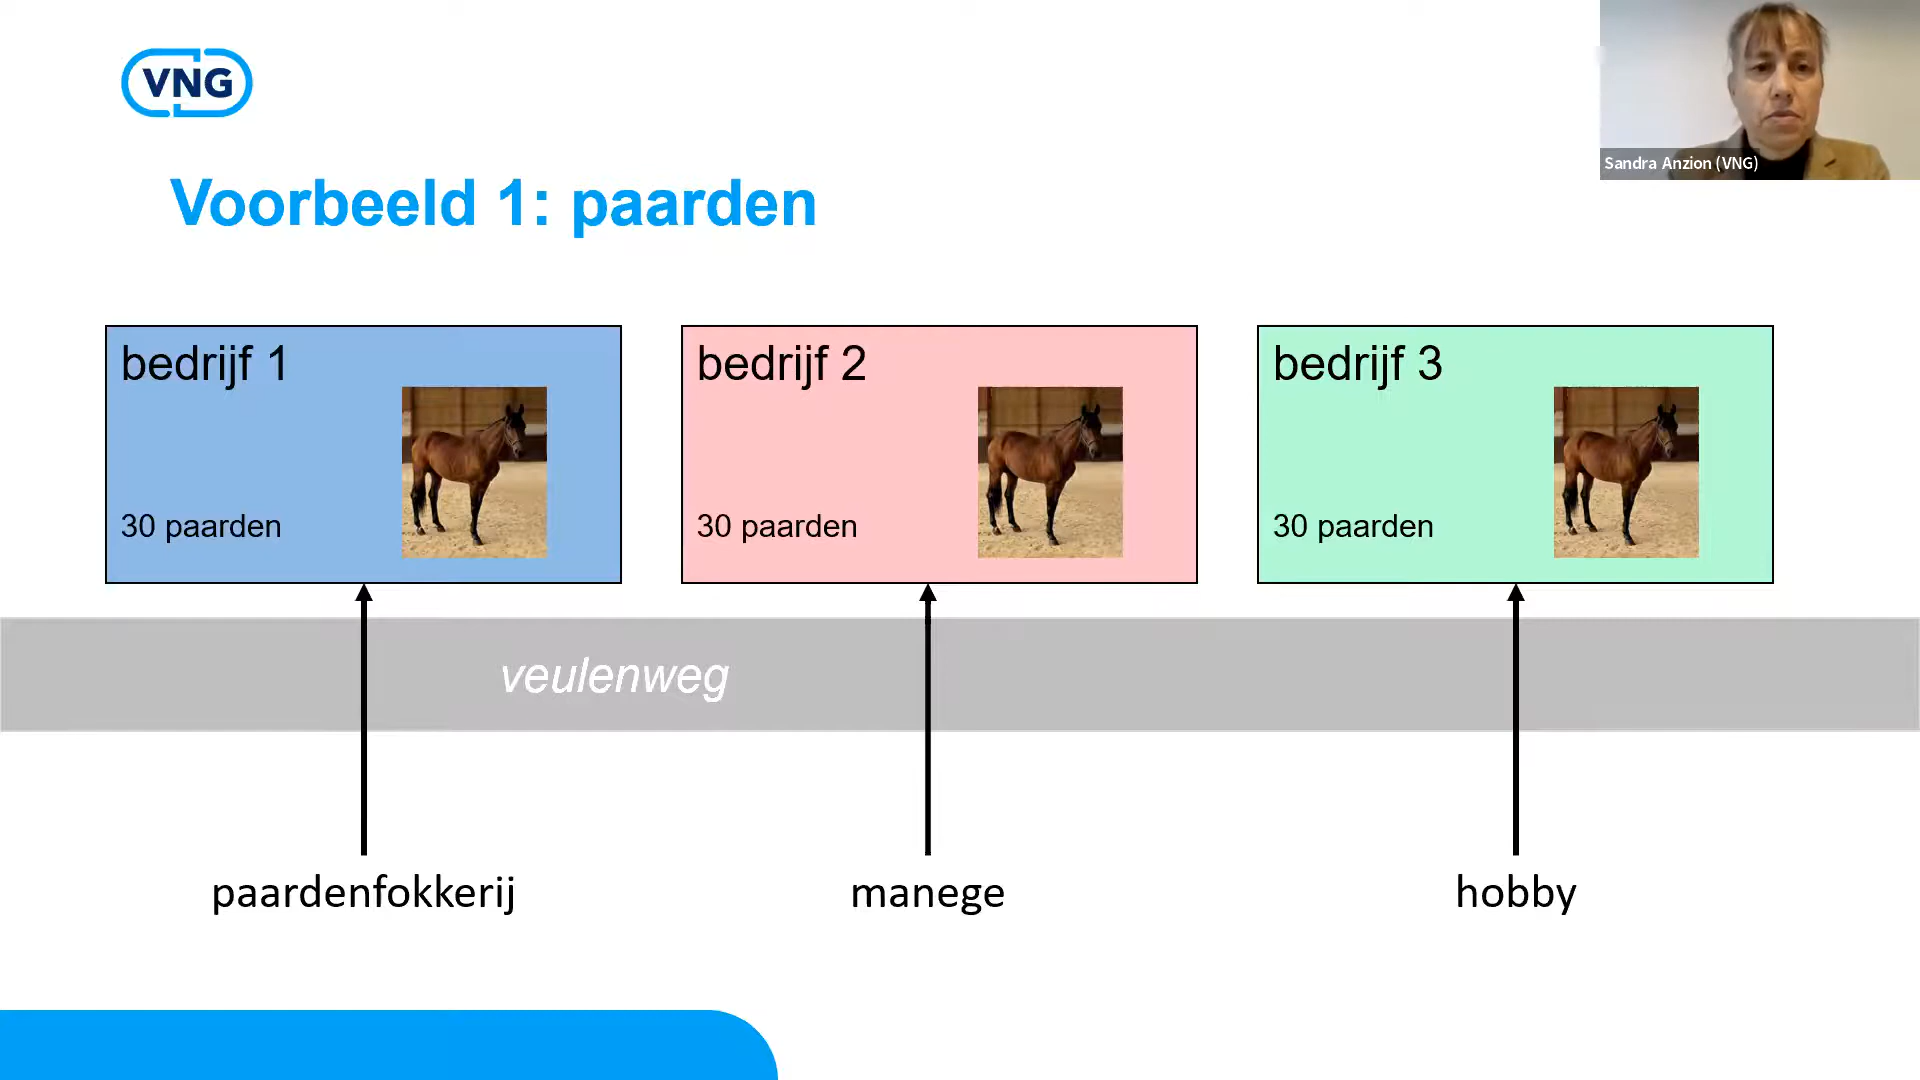 VNG
Sandra Anzion (VNG)
Voorbeeld 1: paarden
bedrijf 1
30 paarden
bedrijf 2
30 paarden
bedrijf 3
30 paarden
veulenweg
paardenfokkerij
manege
hobby